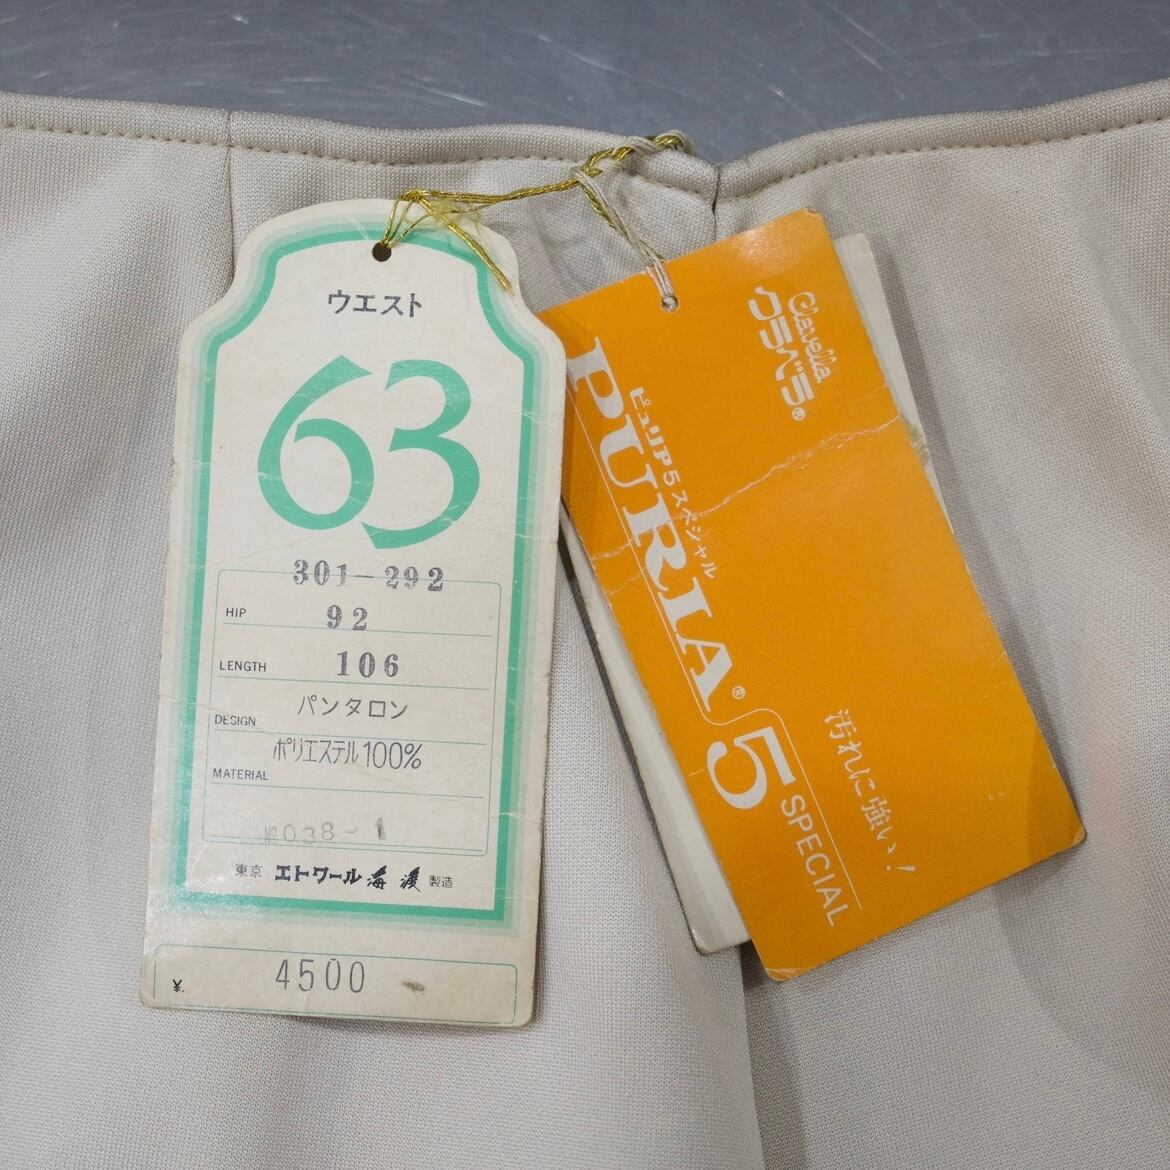 ウエスト
63
301-292
HIP 92
LENGTH 106
DESIGN パンタロン
MATERIAL ポリエステル100%
№038-1
東京 エトワール海渡 製造
¥. 4500
Clavella
クラベラ®
ピュリア5スペシャル
PURIA® 5 SPECIAL
汚れに強い!